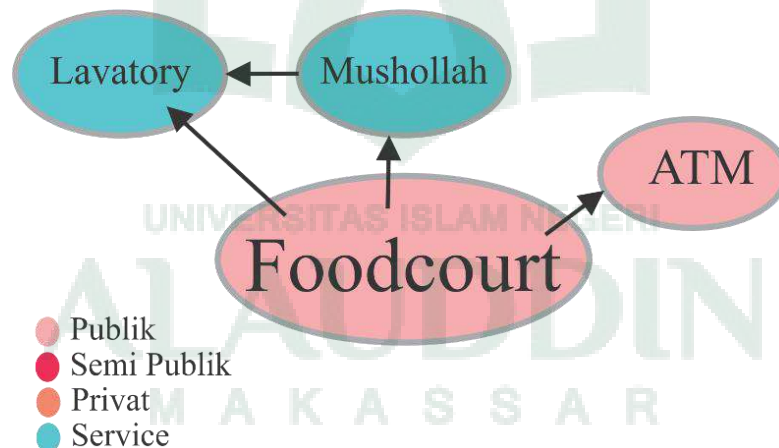 Lavatory
Mushollah
ATM
UNIVERSITAS ISLAM NEGERI
Foodcourt
ALAUDDIN
Publik
Semi Publik
Privat
MAKASSAR
Service